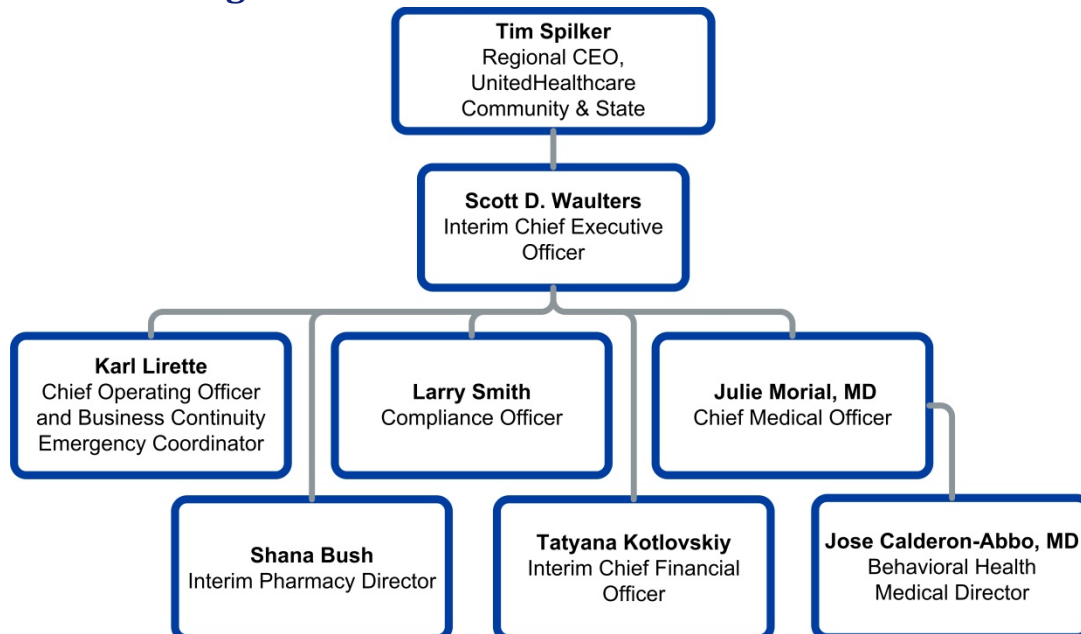 Tim Spilker
Regional CEO,
UnitedHealthcare
Community & State
Scott D. Waulters
Interim Chief Executive
Officer
Karl Lirette
Chief Operating Officer
and Business Continuity
Emergency Coordinator
Larry Smith
Compliance Officer
Julie Morial, MD
Chief Medical Officer
Shana Bush
Interim Pharmacy Director
Tatyana Kotlovskiy
Interim Chief Financial
Officer
Jose Calderon-Abbo, MD
Behavioral Health
Medical Director